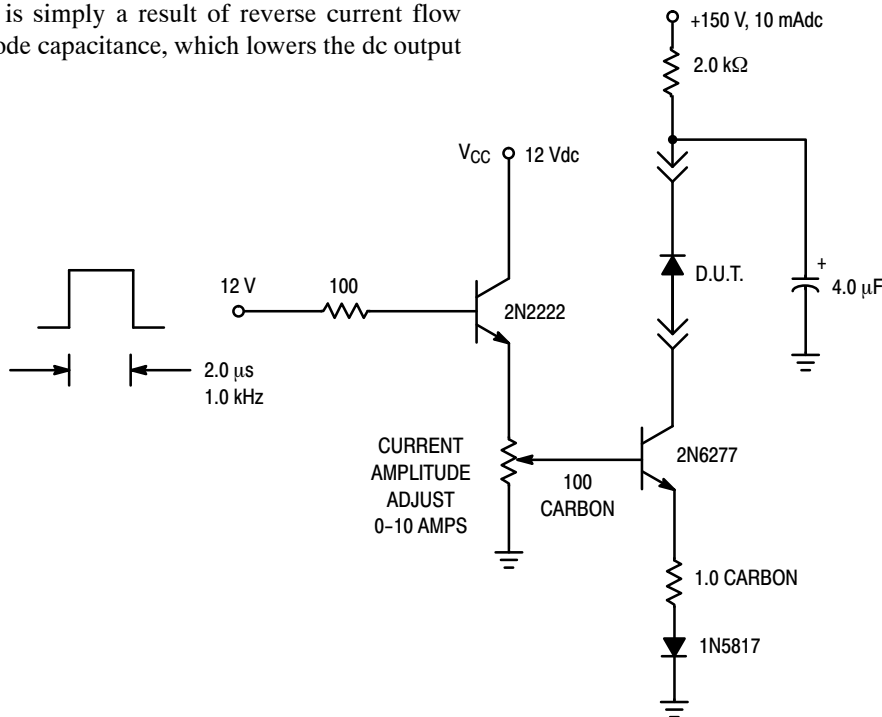 is simply a result of reverse current flow
ode capacitance, which lowers the dc output
+150 V, 10 mAdc
2.0 kΩ
VCC 12 Vdc
12 V
100
2N2222
D.U.T.
+
4.0 μF
2.0 μs
1.0 kHz
CURRENT
AMPLITUDE
ADJUST
0-10 AMPS
100
CARBON
2N6277
1.0 CARBON
1N5817